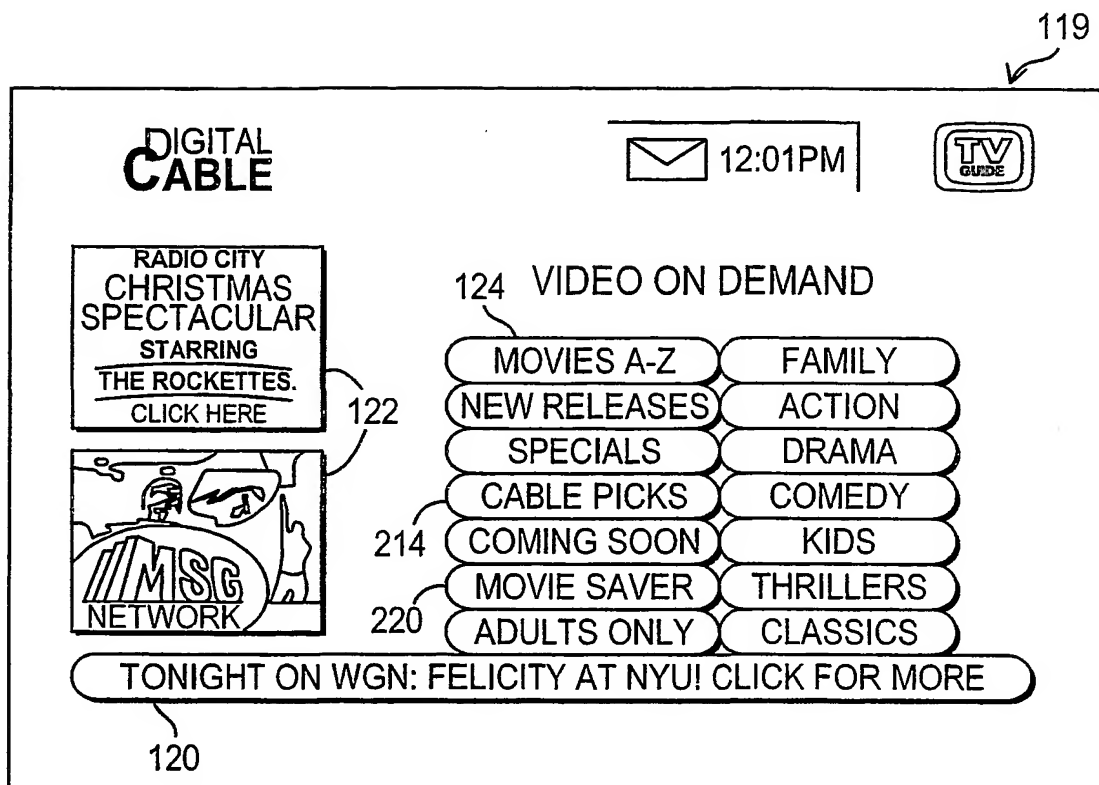 119
DIGITAL
CABLE
12:01PM
TV
GUIDE
RADIO CITY
CHRISTMAS
SPECTACULAR
STARRING
THE ROCKETTES.
CLICK HERE
122
MSG
NETWORK
124
VIDEO ON DEMAND
MOVIES A-Z FAMILY
NEW RELEASES ACTION
SPECIALS DRAMA
CABLE PICKS COMEDY
214
COMING SOON KIDS
MOVIE SAVER THRILLERS
220
ADULTS ONLY CLASSICS
TONIGHT ON WGN: FELICITY AT NYU! CLICK FOR MORE
120